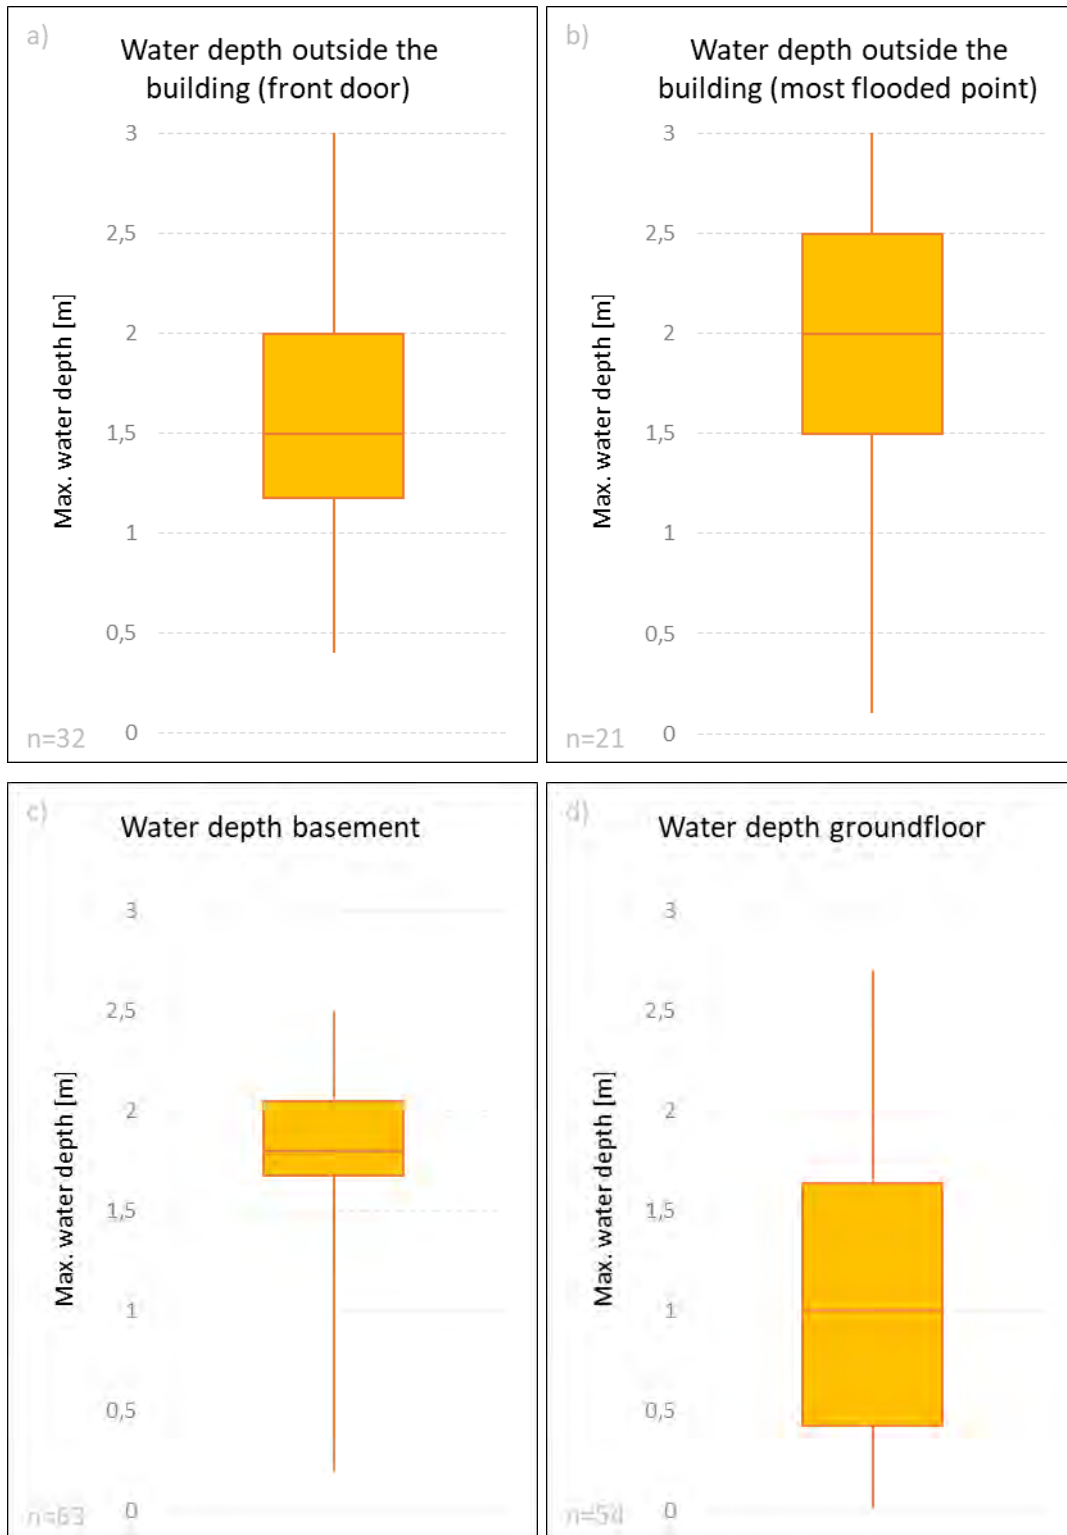 a)
Water depth outside the
building (front door)
Max. water depth [m]
3
2,5
2
1,5
1
0,5
0
n=32
b)
Water depth outside the
building (most flooded point)
Max. water depth [m]
3
2,5
2
1,5
1
0,5
0
n=21
c)
Water depth basement
Max. water depth [m]
3
2,5
2
1,5
1
0,5
0
n=63
d)
Water depth groundfloor
Max. water depth [m]
3
2,5
2
1,5
1
0,5
0
n=54